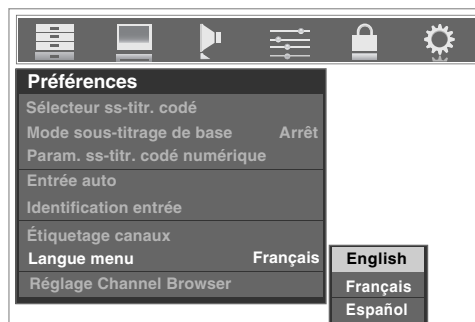 Préférences
Sélecteur ss-titr. codé
Mode sous-titrage de base Arrêt
Param. ss-titr. codé numérique
Entrée auto
Identification entrée
Étiquetage canaux
Langue menu Français English
Réglage Channel Browser Français
Español